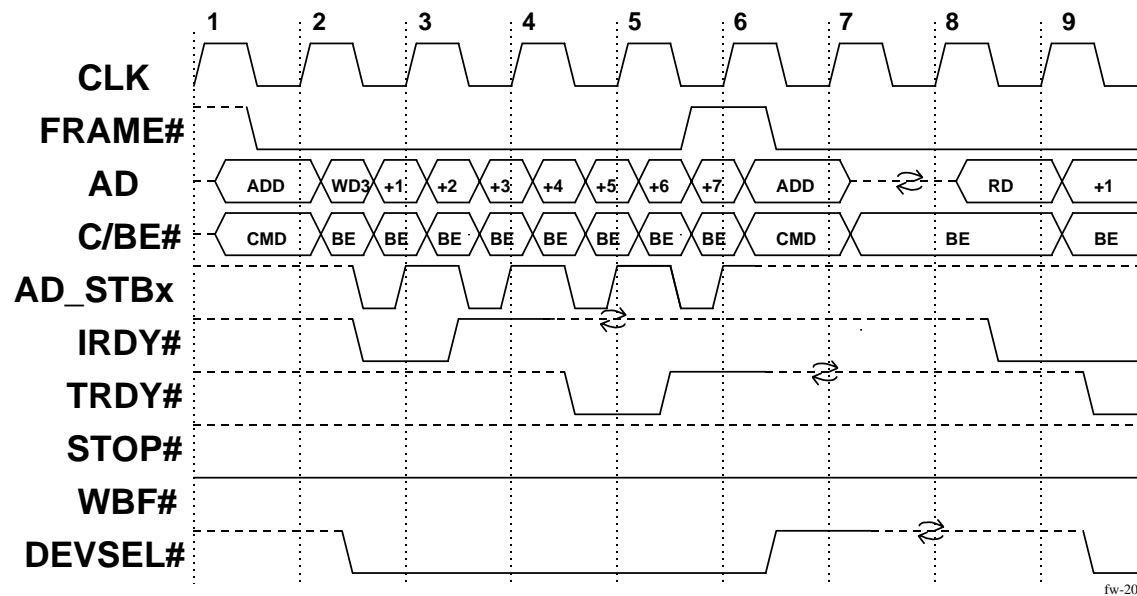 1 2 3 4 5 6 7 8 9
CLK
FRAME#
AD ADD WD3 +1 +2 +3 +4 +5 +6 +7 ADD RD +1
C/BE# CMD BE BE BE BE BE BE BE BE CMD BE BE
AD_STBx
IRDY#
TRDY#
STOP#
WBF#
DEVSEL#
fw-20